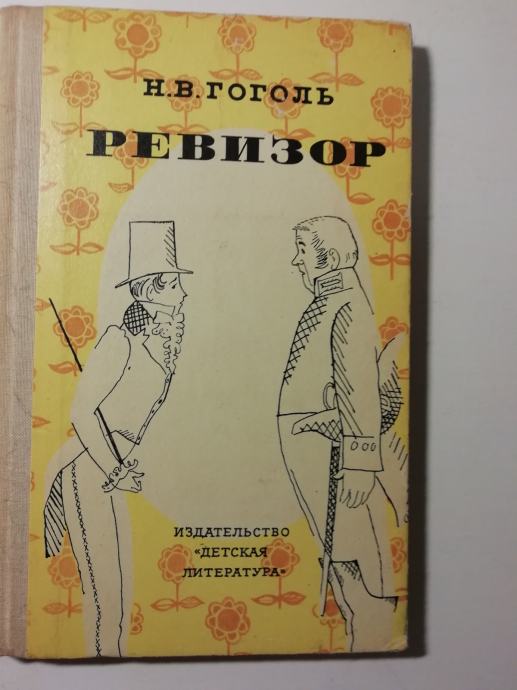 Н.В.ГОГОЛЬ
РЕВИЗОР
ИЗДАТЕЛЬСТВО
«ДЕТСКАЯ
ЛИТЕРАТУРА»